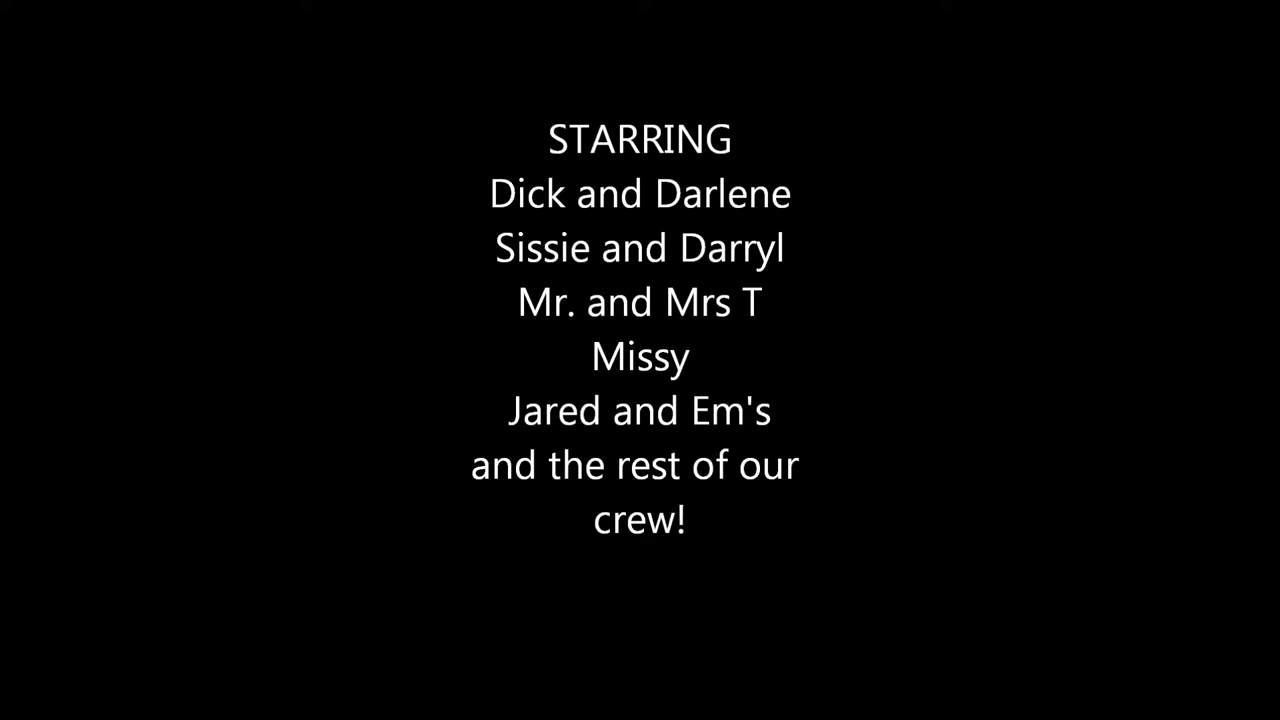 STARRING
Dick and Darlene
Sissie and Darryl
Mr. and Mrs T
Missy
Jared and Em's
and the rest of our
crew!